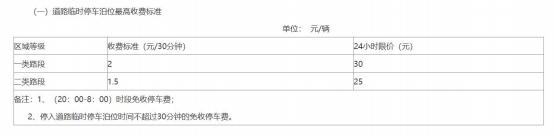 （一）道路临时停车泊位最高收费标准
单位： 元/辆
区域等级 收费标准（元/30分钟） 24小时限价（元）
一类路段 2 30
二类路段 1.5 25
备注：1、（20：00-8：00）时段免收停车费；
2、停入道路临时停车泊位时间不超过30分钟的免收停车费。